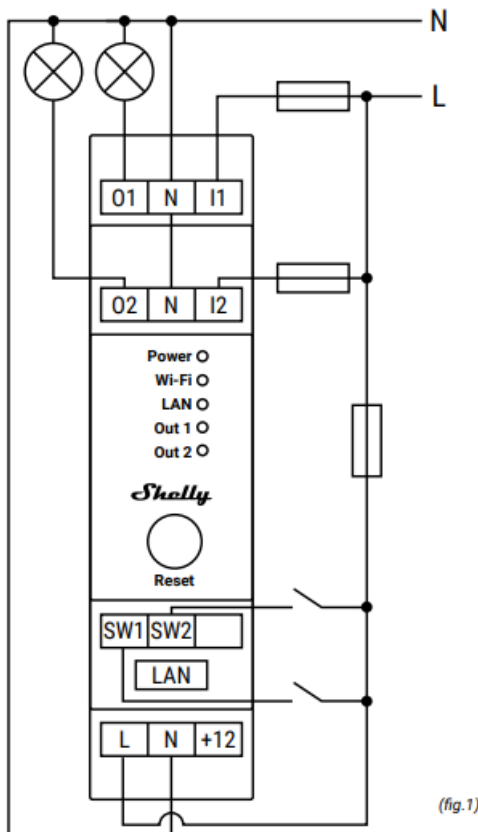 N
L
O1 N I1
O2 N I2
Power
Wi-Fi
LAN
Out 1
Out 2
Shelly
Reset
SW1 SW2
LAN
L N +12
(fig.1)